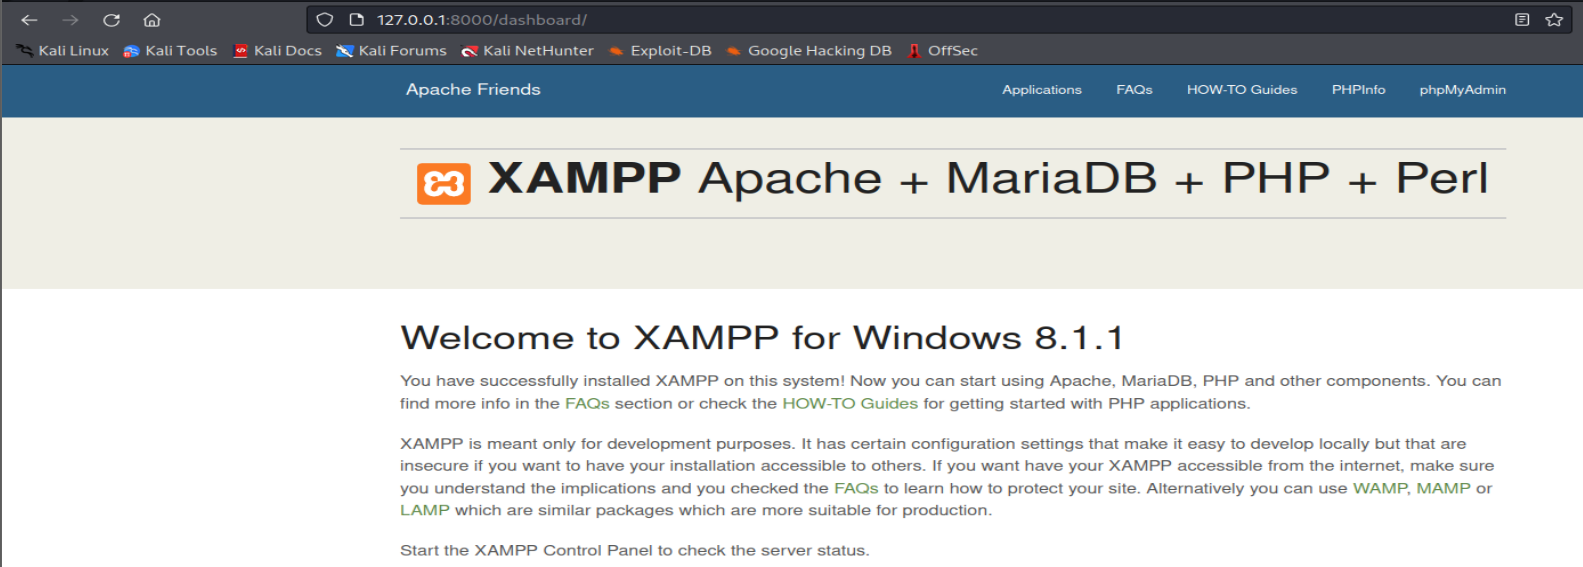 127.0.0.1:8000/dashboard/
Kali Linux Kali Tools Kali Docs Kali Forums Kali NetHunter Exploit-DB Google Hacking DB OffSec
Apache Friends Applications FAQs HOW-TO Guides PHPInfo phpMyAdmin
XAMPP Apache + MariaDB + PHP + Perl
Welcome to XAMPP for Windows 8.1.1
You have successfully installed XAMPP on this system! Now you can start using Apache, MariaDB, PHP and other components. You can
find more info in the FAQs section or check the HOW-TO Guides for getting started with PHP applications.
XAMPP is meant only for development purposes. It has certain configuration settings that make it easy to develop locally but that are
insecure if you want to have your installation accessible to others. If you want have your XAMPP accessible from the internet, make sure
you understand the implications and you checked the FAQs to learn how to protect your site. Alternatively you can use WAMP, MAMP or
LAMP which are similar packages which are more suitable for production.
Start the XAMPP Control Panel to check the server status.